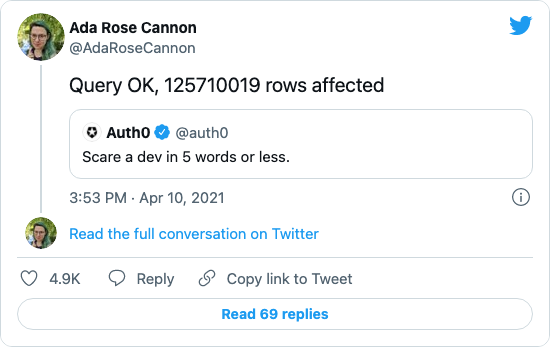 Ada Rose Cannon
@AdaRoseCannon
Query OK, 125710019 rows affected
Auth0 @auth0
Scare a dev in 5 words or less.
3:53 PM · Apr 10, 2021
Read the full conversation on Twitter
4.9K Reply Copy link to Tweet
Read 69 replies